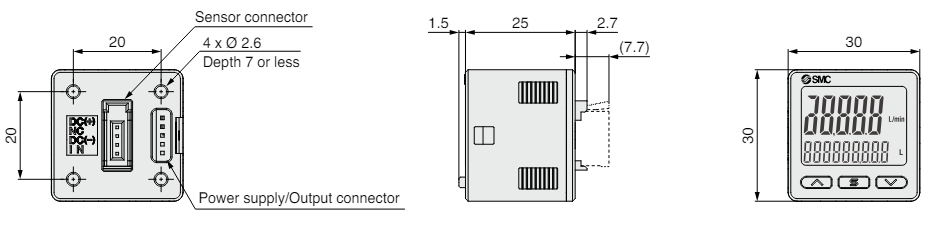 Sensor connector
20
4 x Ø 2.6
Depth 7 or less
20
DC(+)
NC
DC(−)
IN
Power supply/Output connector
1.5
25
2.7
(7.7)
30
30
SMC
L/min
L
S